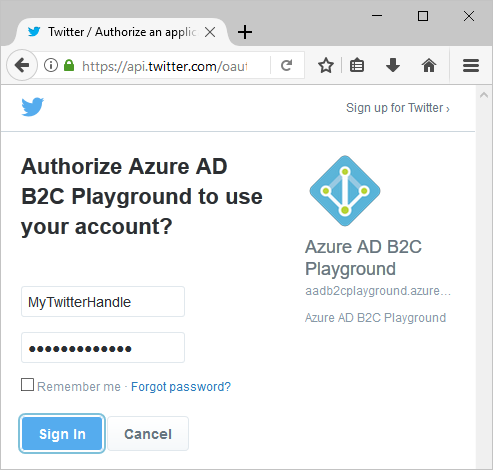 Twitter / Authorize an applic
https://api.twitter.com/oaut
Sign up for Twitter ›
Authorize Azure AD
B2C Playground to use
your account?
Azure AD B2C
Playground
aadb2cplayground.azure...
Azure AD B2C Playground
MyTwitterHandle
●●●●●●●●●●●●●
Remember me · Forgot password?
Sign In
Cancel